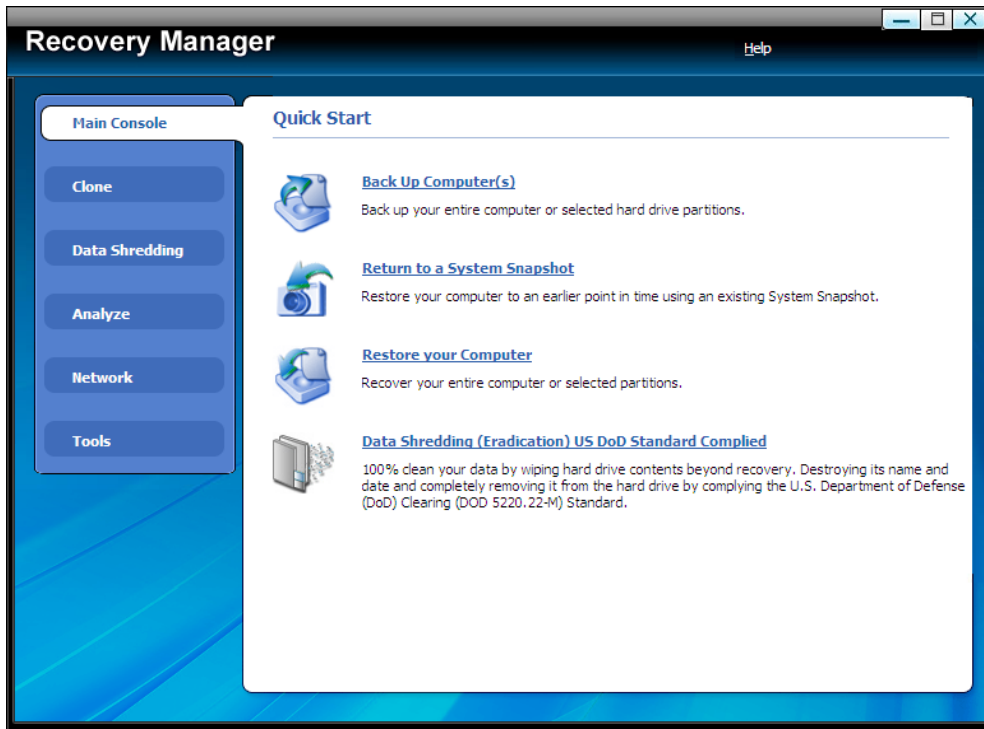 Recovery Manager
Help
Main Console
Clone
Data Shredding
Analyze
Network
Tools
Quick Start
Back Up Computer(s)
Back up your entire computer or selected hard drive partitions.
Return to a System Snapshot
Restore your computer to an earlier point in time using an existing System Snapshot.
Restore your Computer
Recover your entire computer or selected partitions.
Data Shredding (Eradication) US DoD Standard Complied
100% clean your data by wiping hard drive contents beyond recovery. Destroying its name and
date and completely removing it from the hard drive by complying the U.S. Department of Defense
(DoD) Clearing (DOD 5220.22-M) Standard.